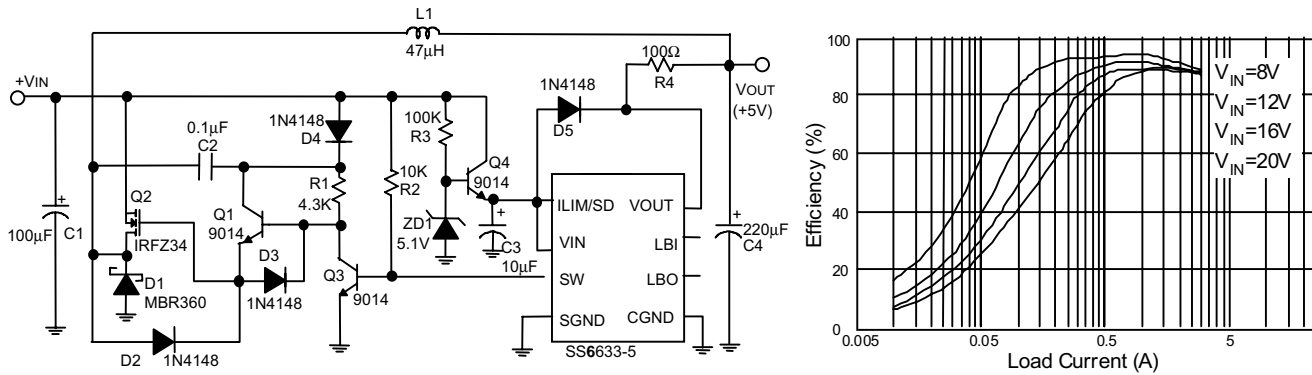 L1
47μH
100Ω
R4
+VIN
VOUT
(+5V)
1N4148
D5
1N4148
D4
100K
R3
0.1μF
C2
Q4
9014
10K
R2
R1
4.3K
Q2
IRFZ34
Q1
9014
+
100μF
C1
ZD1
5.1V
+
C3
10μF
ILIM/SD
VOUT
VIN
LBI
SW
LBO
SGND
CGND
SS6633-5
+
220μF
C4
D1
MBR360
D3
1N4148
Q3
9014
D2
1N4148
Efficiency (%)
100
80
60
40
20
0
VIN=8V
VIN=12V
VIN=16V
VIN=20V
0.005
0.05
0.5
5
Load Current (A)